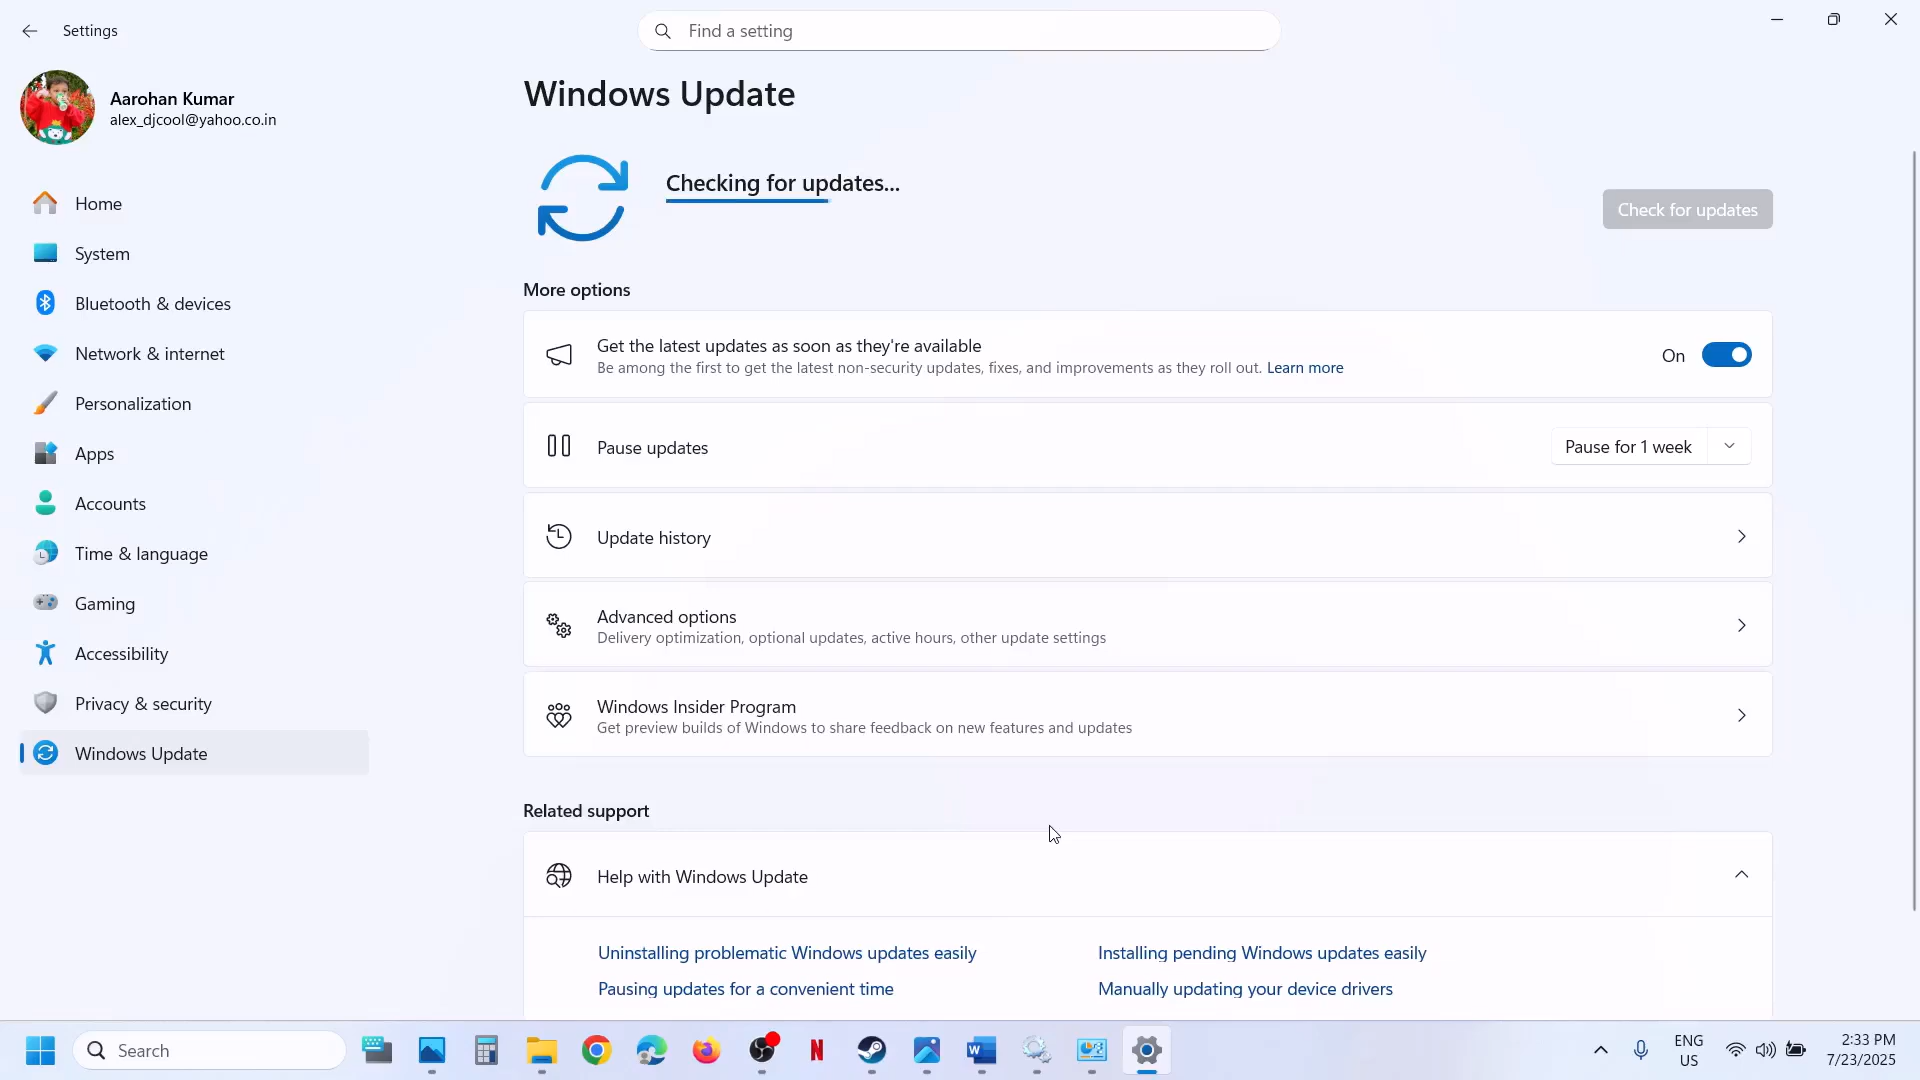 Settings
Find a setting
Aarohan Kumar
alex_djcool@yahoo.co.in
Home
System
Bluetooth & devices
Network & internet
Personalization
Apps
Accounts
Time & language
Gaming
Accessibility
Privacy & security
Windows Update
Windows Update
Checking for updates...
Check for updates
More options
Get the latest updates as soon as they're available
Be among the first to get the latest non-security updates, fixes, and improvements as they roll out. Learn more
On
Pause updates
Pause for 1 week
Update history
Advanced options
Delivery optimization, optional updates, active hours, other update settings
Windows Insider Program
Get preview builds of Windows to share feedback on new features and updates
Related support
Help with Windows Update
Uninstalling problematic Windows updates easily
Installing pending Windows updates easily
Pausing updates for a convenient time
Manually updating your device drivers
Search
ENG
US
2:33 PM
7/23/2025